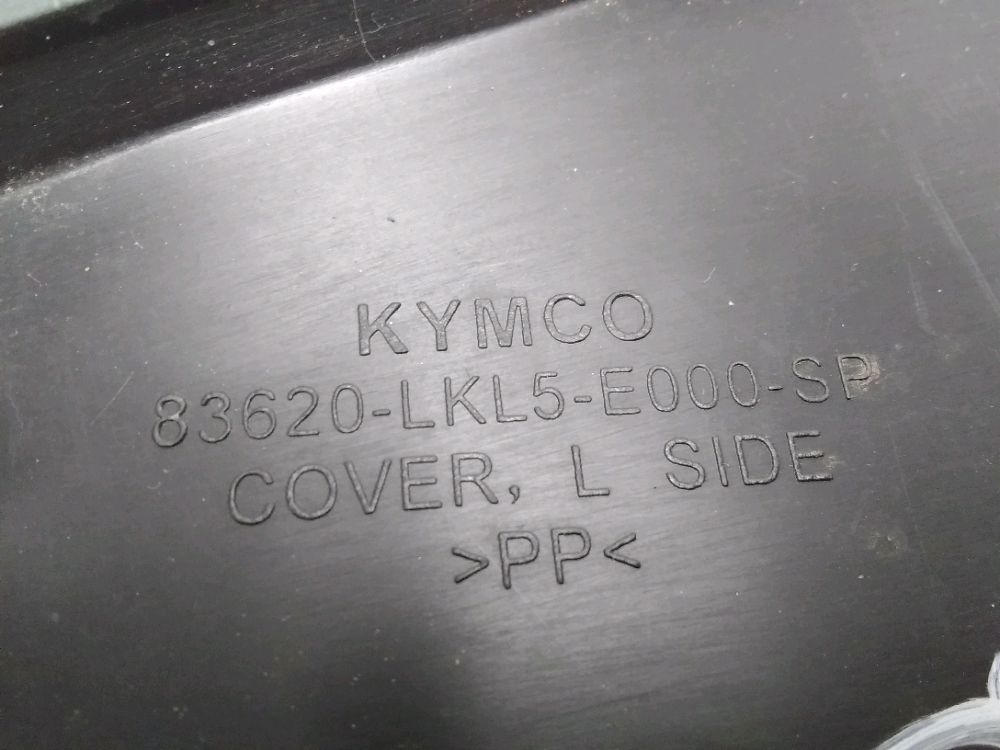 KYMCO
83620-LKL5-E000-SP
COVER, L SIDE
>PP<